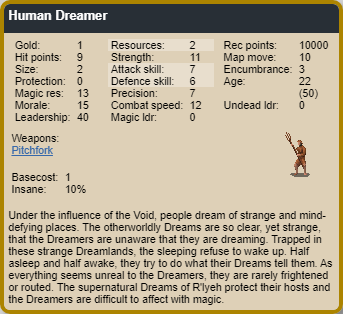 Human Dreamer
Gold: 1 Resources: 2 Rec points: 10000
Hit points: 9 Strength: 11 Map move: 10
Size: 2 Attack skill: 7 Encumbrance: 3
Protection: 0 Defence skill: 6 Age: 22
Magic res: 13 Precision: 7 (50)
Morale: 15 Combat speed: 12 Undead ldr: 0
Leadership: 40 Magic ldr: 0
Weapons:
Pitchfork
Basecost: 1
Insane: 10%
Under the influence of the Void, people dream of strange and mind-
defying places. The otherworldly Dreams are so clear, yet strange,
that the Dreamers are unaware that they are dreaming. Trapped in
these strange Dreamlands, the sleeping refuse to wake up. Half
asleep and half awake, they try to do what their Dreams tell them. As
everything seems unreal to the Dreamers, they are rarely frightened
or routed. The supernatural Dreams of R'lyeh protect their hosts and
the Dreamers are difficult to affect with magic.